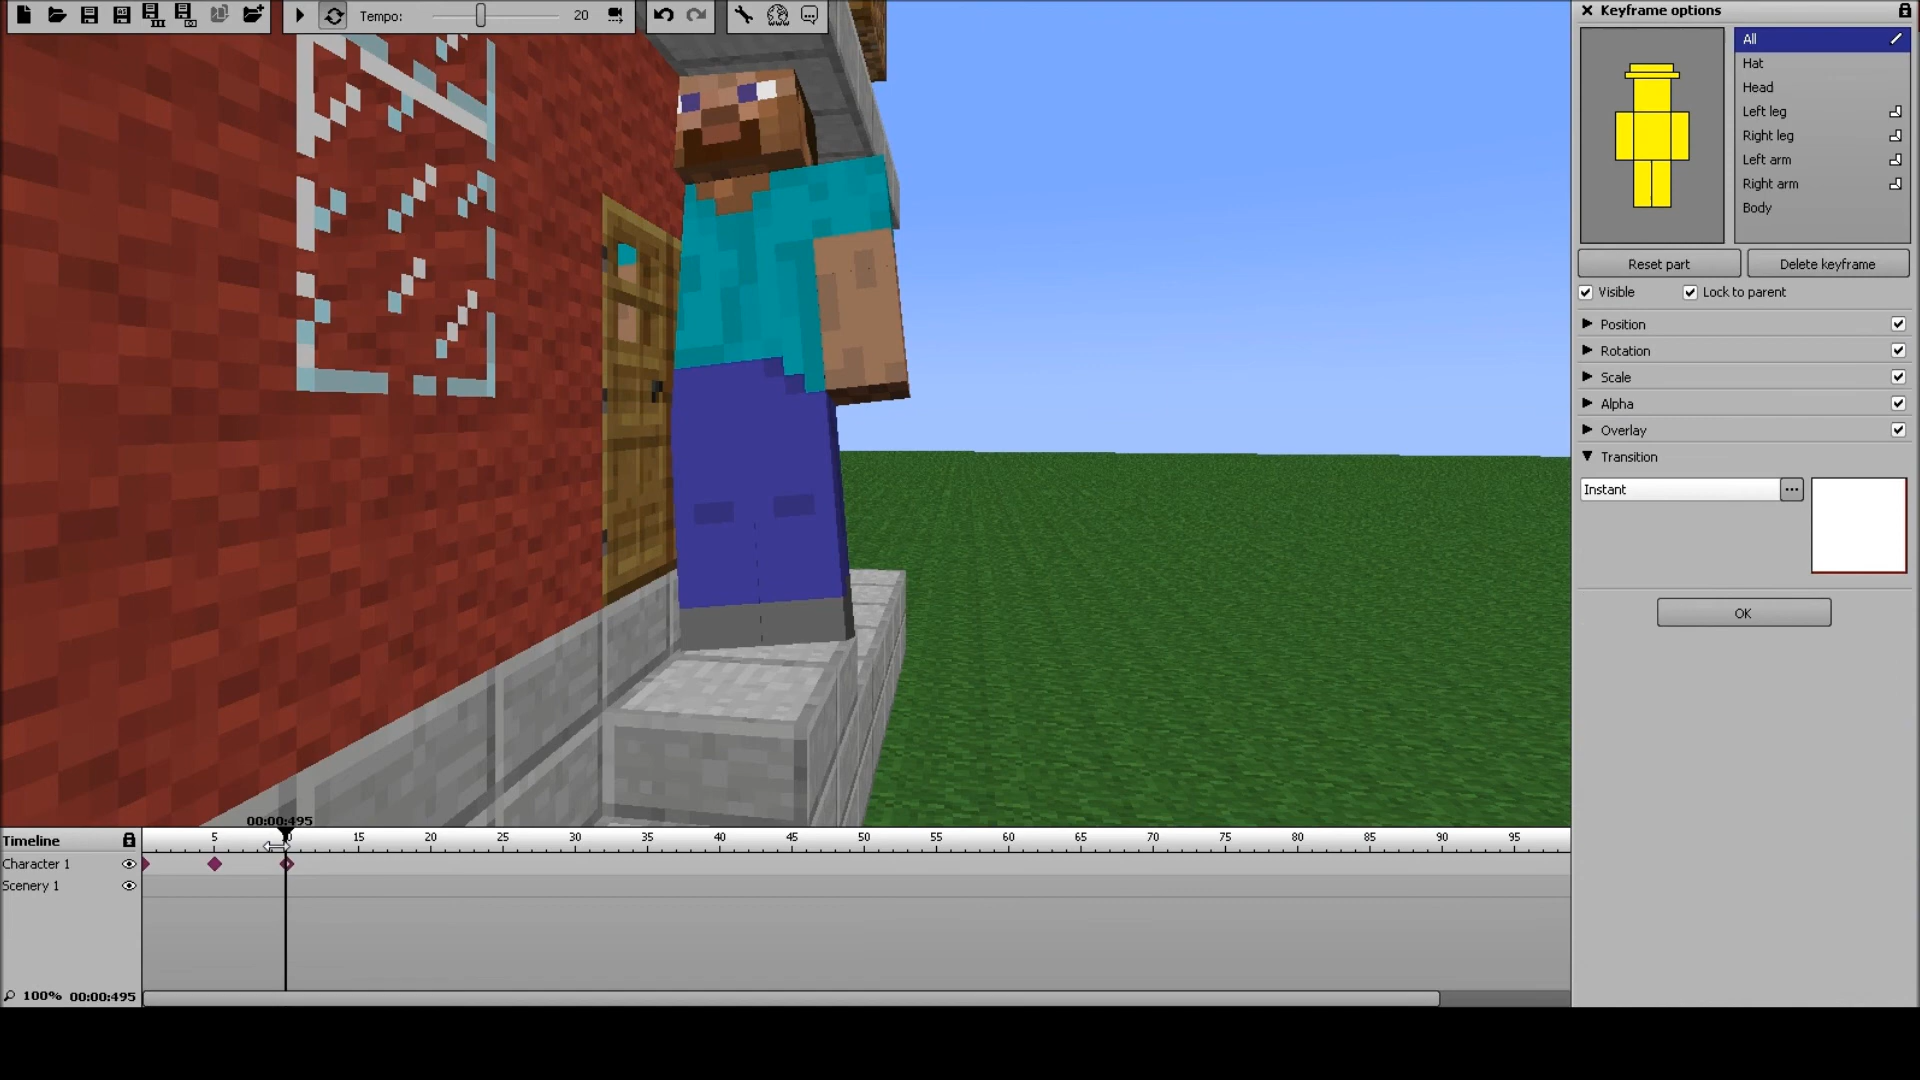 Tempo: 20
Keyframe options
All
Hat
Head
Left leg
Right leg
Left arm
Right arm
Body
Reset part Delete keyframe
Visible Lock to parent
Position
Rotation
Scale
Alpha
Overlay
Transition
Instant ...
OK
00:00:495
Timeline 5 15 20 25 30 35 40 45 50 55 60 65 70 75 80 85 90 95
Character 1
Scenery 1
100% 00:00:495